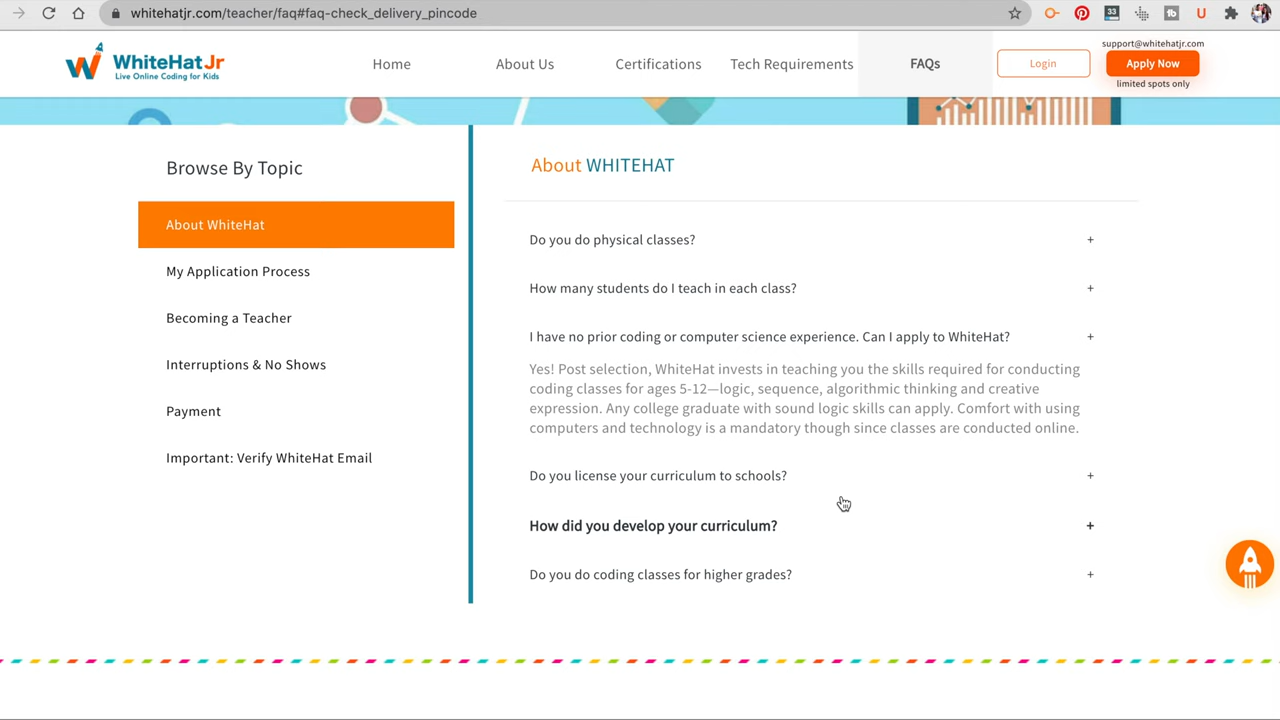 whitehatjr.com/teacher/faq#faq-check_delivery_pincode
33
tb
U
WhiteHat Jr
Live Online Coding for Kids
Home
About Us
Certifications
Tech Requirements
FAQs
Login
support@whitehatjr.com
Apply Now
limited spots only
Browse By Topic
About WhiteHat
My Application Process
Becoming a Teacher
Interruptions & No Shows
Payment
Important: Verify WhiteHat Email
About WHITEHAT
Do you do physical classes? +
How many students do I teach in each class? +
I have no prior coding or computer science experience. Can I apply to WhiteHat? +
Yes! Post selection, WhiteHat invests in teaching you the skills required for conducting
coding classes for ages 5-12—logic, sequence, algorithmic thinking and creative
expression. Any college graduate with sound logic skills can apply. Comfort with using
computers and technology is a mandatory though since classes are conducted online.
Do you license your curriculum to schools? +
How did you develop your curriculum? +
Do you do coding classes for higher grades? +